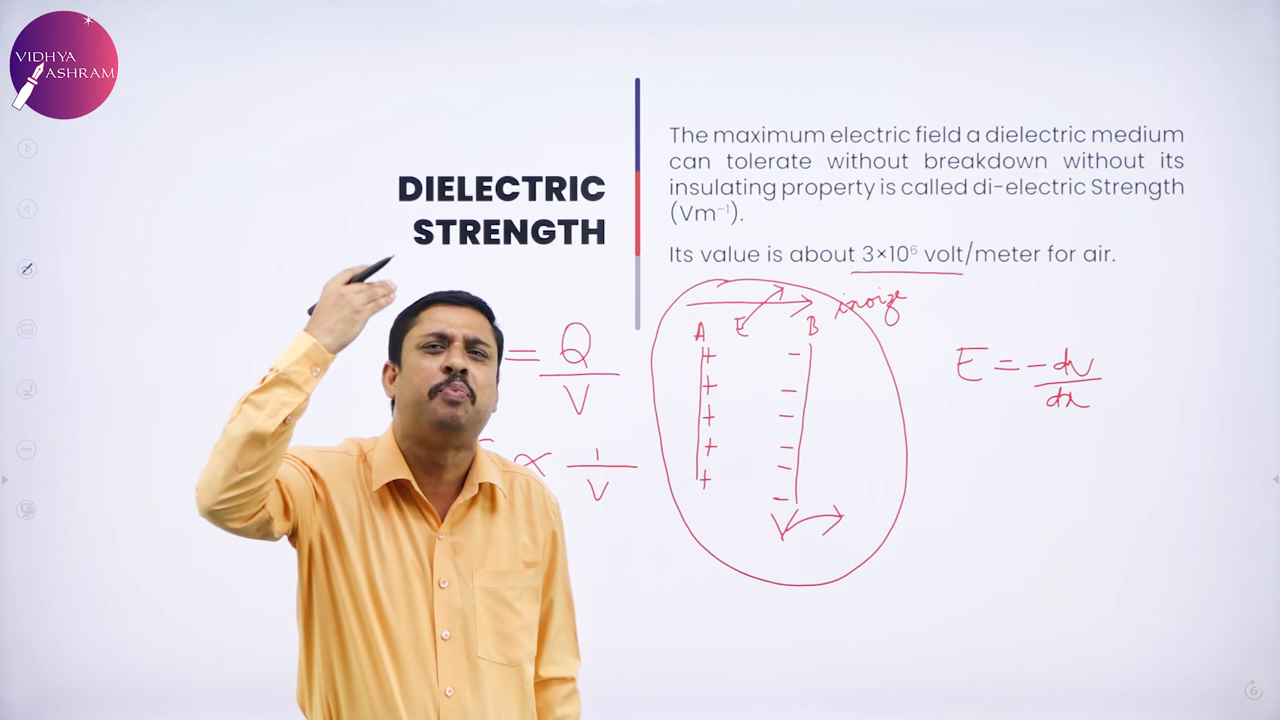 VIDHYA
ASHRAM
DIELECTRIC
STRENGTH
The maximum electric field a dielectric medium
can tolerate without breakdown without its
insulating property is called di-electric Strength
(Vm⁻¹).
Its value is about 3×10⁶ volt/meter for air.
A E B
= Q
V
∝ 1
V
+ −
+ −
+ −
+ −
+ −
−
V
E = -dv
dx
6